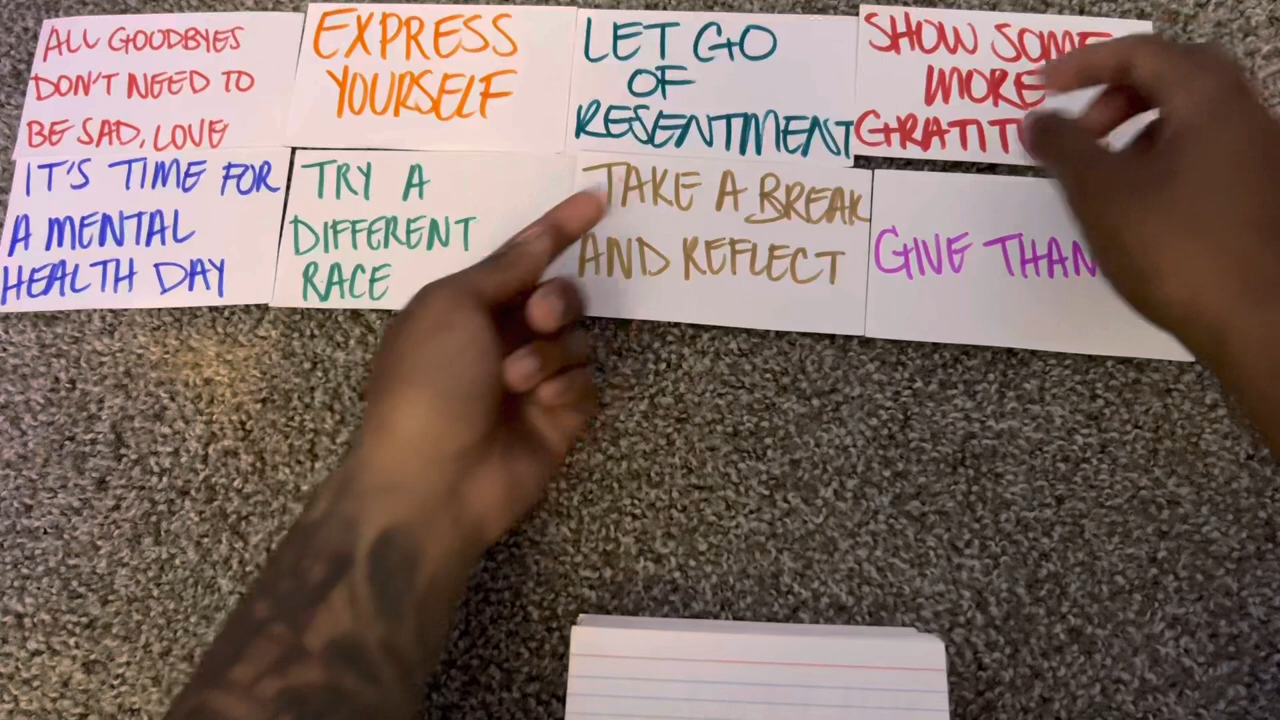 ALL GOODBYES
DON'T NEED TO
BE SAD, LOVE
EXPRESS
YOURSELF
LET GO
OF
RESENTMENT
SHOW SOME
MORE
IT'S TIME FOR
A MENTAL
HEALTH DAY
TRY A
DIFFERENT
RACE
TAKE A BREAK
AND REFLECT
GIVE